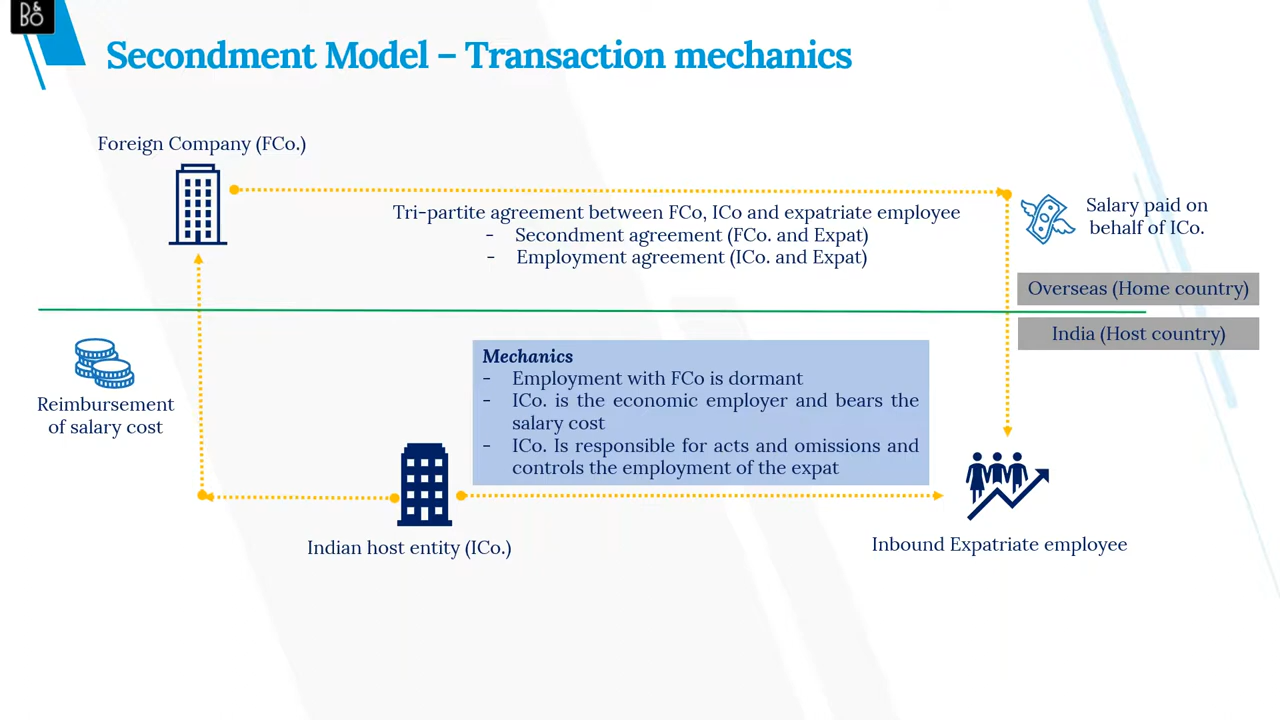 B&O
Secondment Model – Transaction mechanics
Foreign Company (FCo.)
Tri-partite agreement between FCo, ICo and expatriate employee
- Secondment agreement (FCo. and Expat)
- Employment agreement (ICo. and Expat)
Salary paid on
behalf of ICo.
Overseas (Home country)
India (Host country)
Reimbursement
of salary cost
Mechanics
- Employment with FCo is dormant
- ICo. is the economic employer and bears the
salary cost
- ICo. Is responsible for acts and omissions and
controls the employment of the expat
Indian host entity (ICo.)
Inbound Expatriate employee